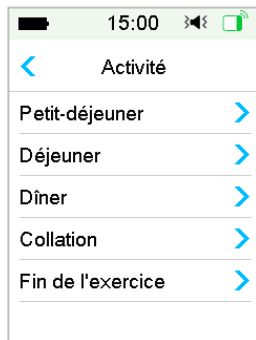 15:00
Activité
Petit-déjeuner
Déjeuner
Dîner
Collation
Fin de l'exercice